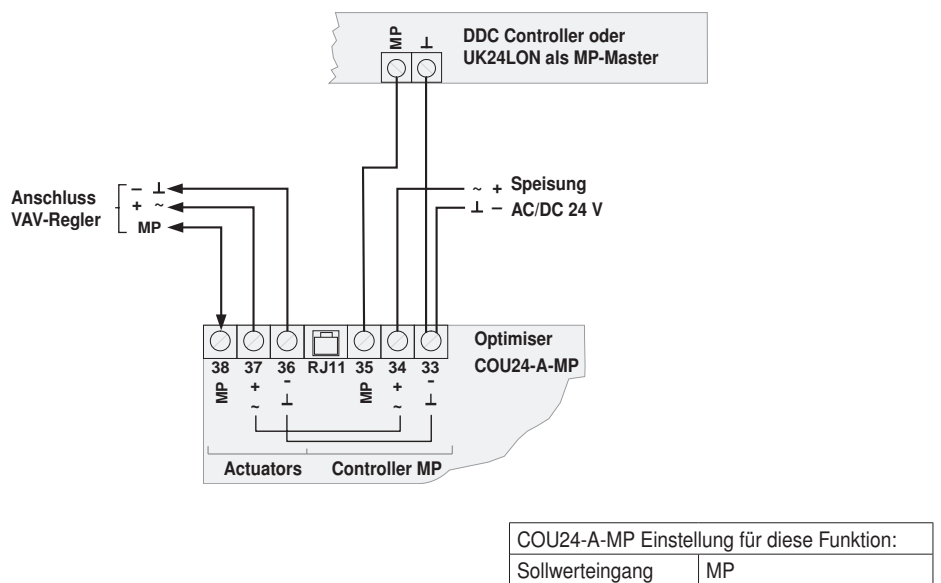 MP ⊥
DDC Controller oder
UK24LON als MP-Master
~ + Speisung
⊥ – AC/DC 24 V
Anschluss
VAV-Regler
– ⊥
+ ~
MP
Optimiser
COU24-A-MP
38 37 36 RJ11 35 34 33
MP + - MP + -
~ ⊥ ~ ⊥
Actuators Controller MP
COU24-A-MP Einstellung für diese Funktion:
Sollwerteingang MP